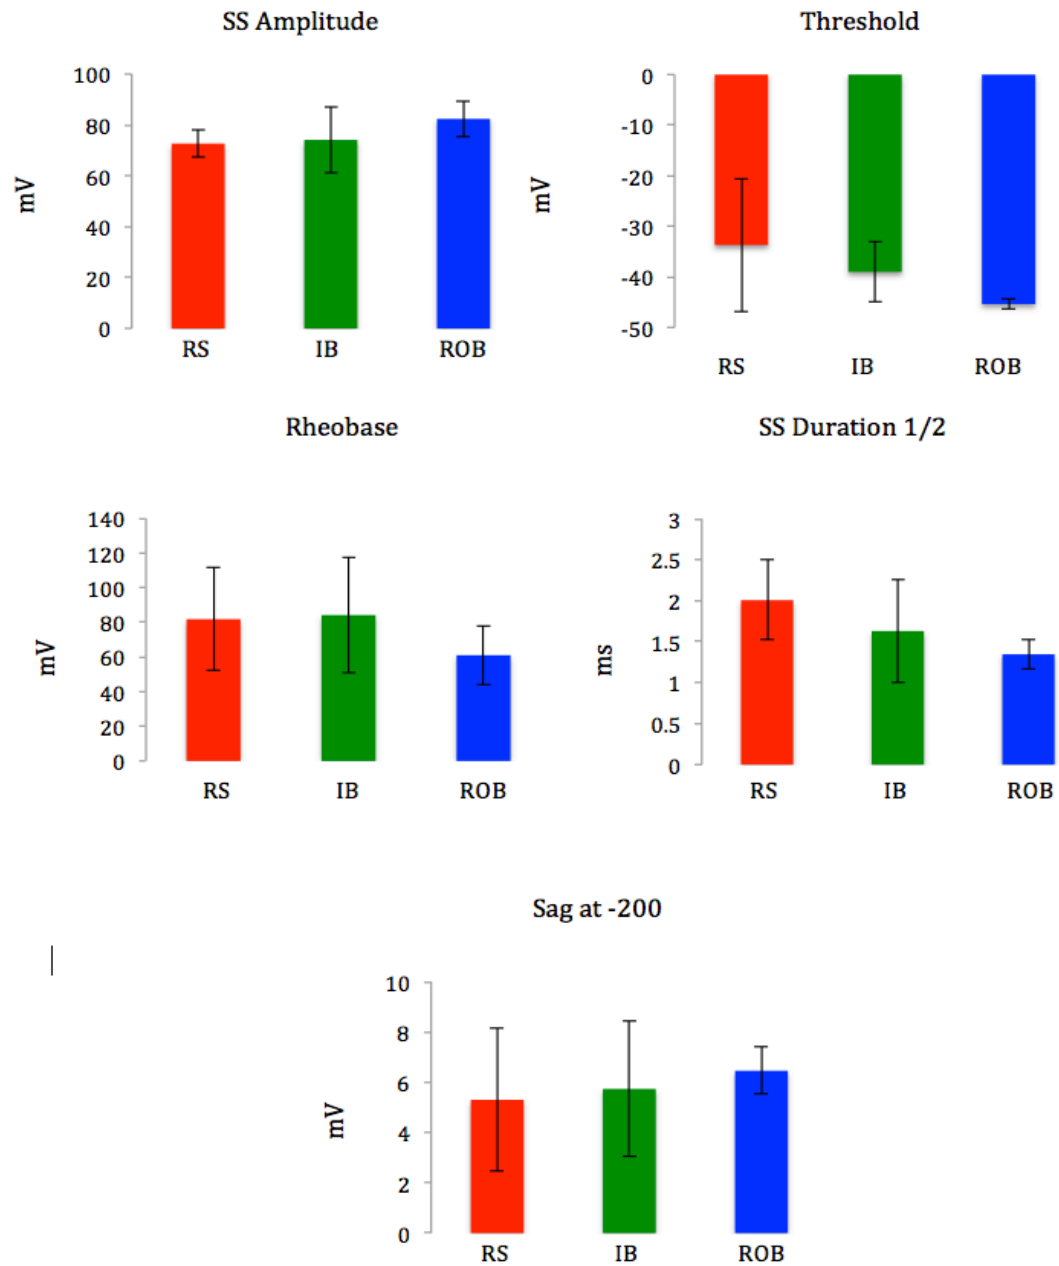 SS Amplitude
100
80
60
40
20
0
mV
RS IB ROB
Threshold
0
-10
-20
-30
-40
-50
mV
RS IB ROB
Rheobase
140
120
100
80
60
40
20
0
mV
RS IB ROB
SS Duration 1/2
3
2.5
2
1.5
1
0.5
0
ms
RS IB ROB
Sag at -200
10
8
6
4
2
0
mV
RS IB ROB